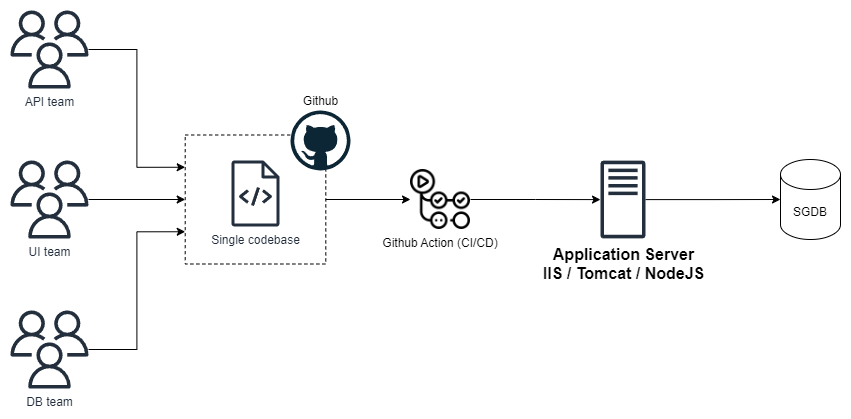 API team
Github
Single codebase
UI team
Github Action (CI/CD)
Application Server
IIS / Tomcat / NodeJS
SGDB
DB team